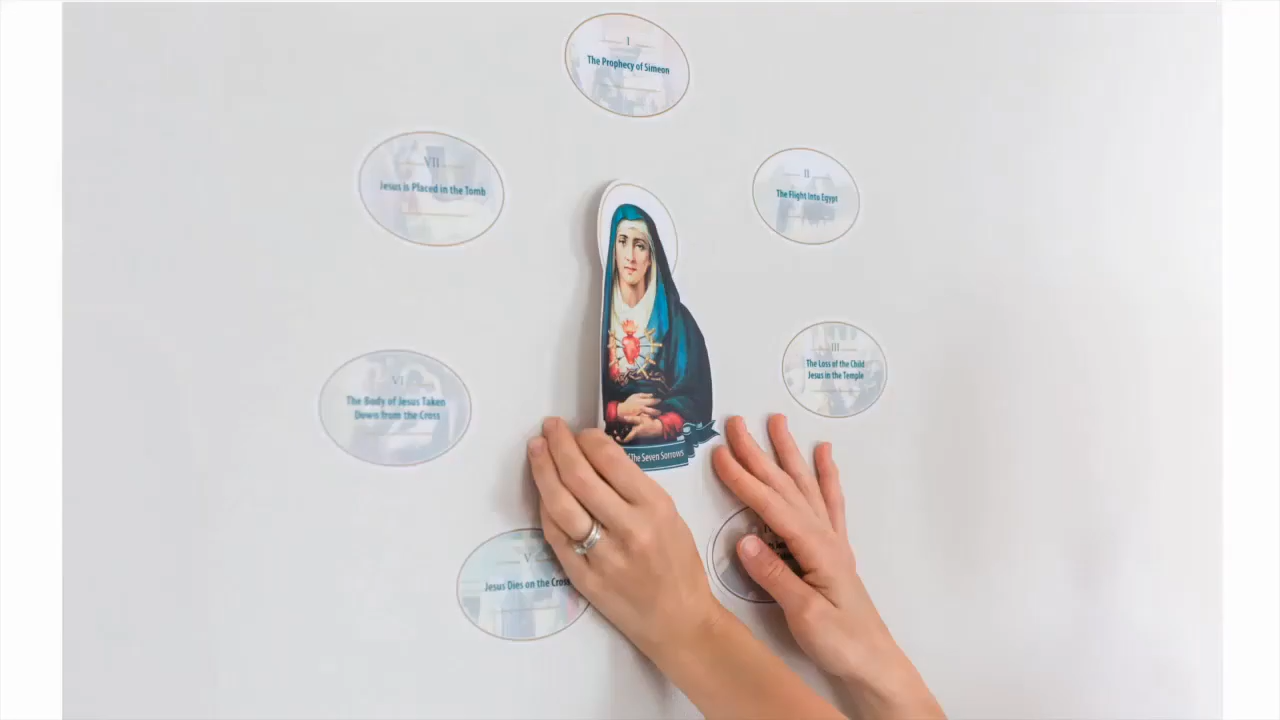 I
The Prophecy of Simeon
II
The Flight Into Egypt
III
The Loss of the Child
Jesus in the Temple
V
Jesus Dies on the Cross
VI
The Body of Jesus Taken
Down from the Cross
VII
Jesus is Placed in the Tomb
The Seven Sorrows